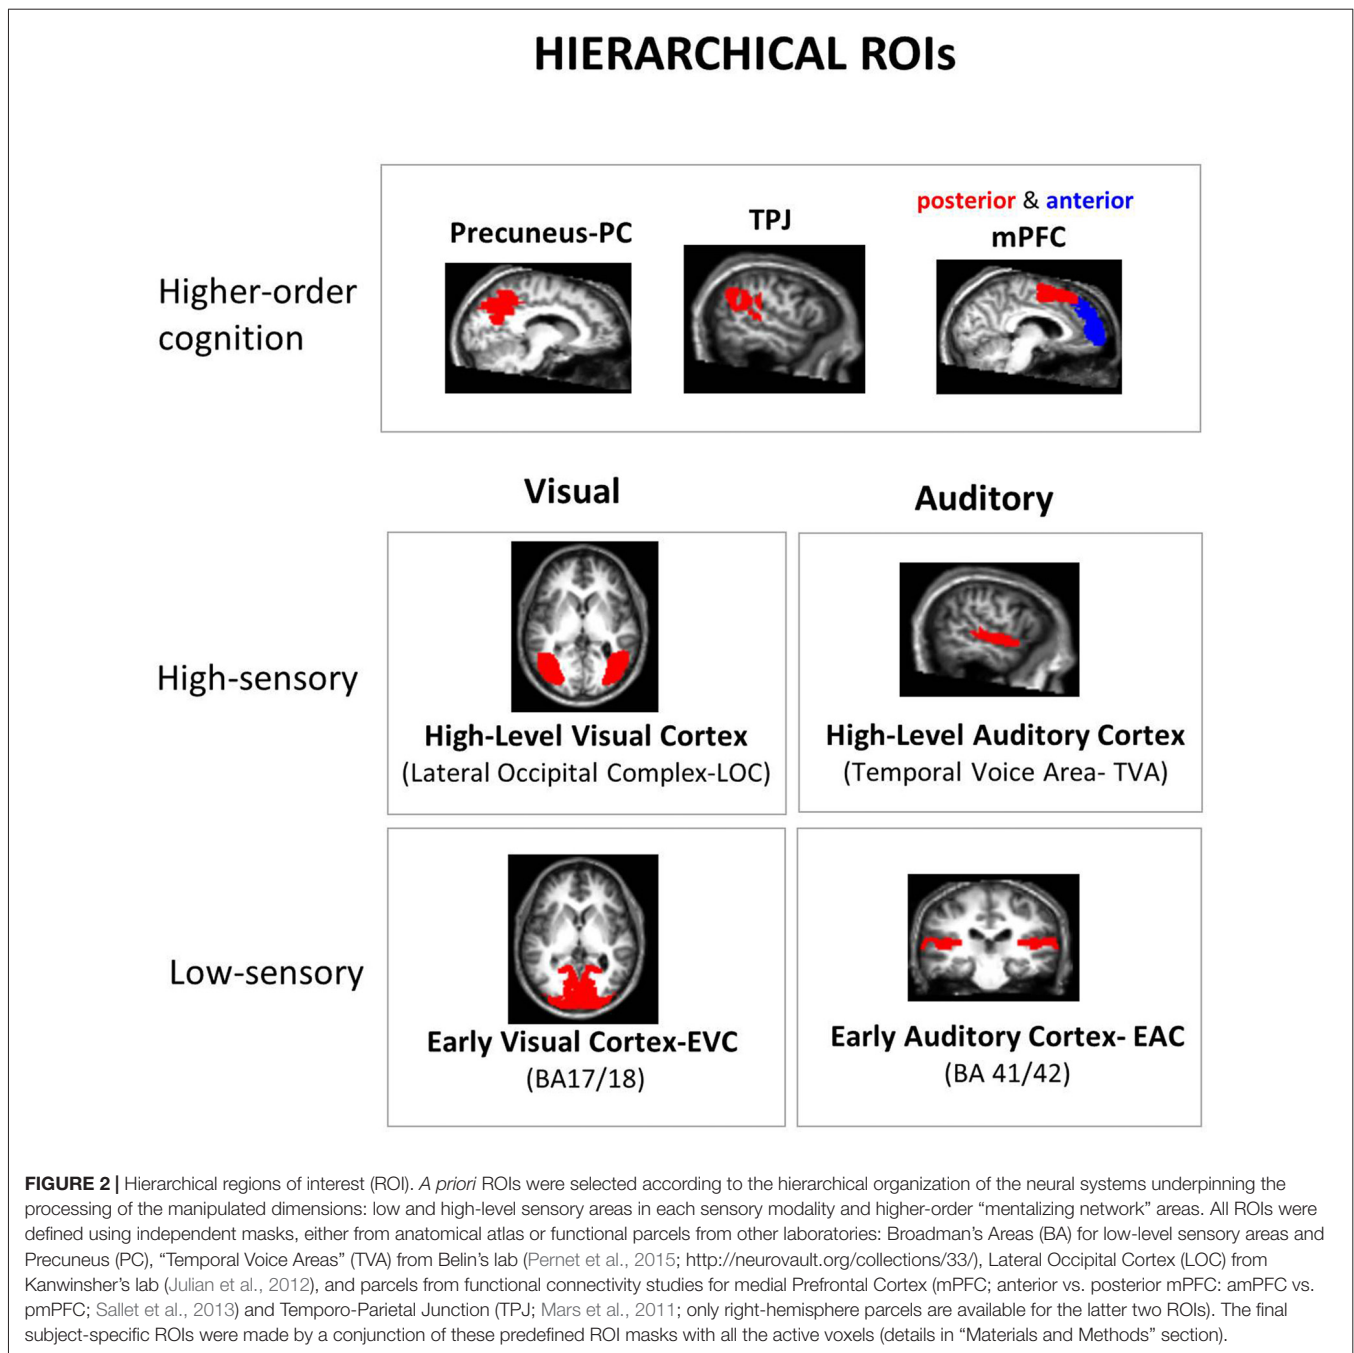 HIERARCHICAL ROIs
Higher-order
cognition
Precuneus-PC
TPJ
posterior & anterior
mPFC
Visual
Auditory
High-sensory
High-Level Visual Cortex
(Lateral Occipital Complex-LOC)
High-Level Auditory Cortex
(Temporal Voice Area- TVA)
Low-sensory
Early Visual Cortex-EVC
(BA17/18)
Early Auditory Cortex- EAC
(BA 41/42)
FIGURE 2 | Hierarchical regions of interest (ROI). A priori ROIs were selected according to the hierarchical organization of the neural systems underpinning the
processing of the manipulated dimensions: low and high-level sensory areas in each sensory modality and higher-order “mentalizing network” areas. All ROIs were
defined using independent masks, either from anatomical atlas or functional parcels from other laboratories: Broadman’s Areas (BA) for low-level sensory areas and
Precuneus (PC), “Temporal Voice Areas” (TVA) from Belin’s lab (Pernet et al., 2015; http://neurovault.org/collections/33/), Lateral Occipital Cortex (LOC) from
Kanwinsher’s lab (Julian et al., 2012), and parcels from functional connectivity studies for medial Prefrontal Cortex (mPFC; anterior vs. posterior mPFC: amPFC vs.
pmPFC; Sallet et al., 2013) and Temporo-Parietal Junction (TPJ; Mars et al., 2011; only right-hemisphere parcels are available for the latter two ROIs). The final
subject-specific ROIs were made by a conjunction of these predefined ROI masks with all the active voxels (details in “Materials and Methods” section).